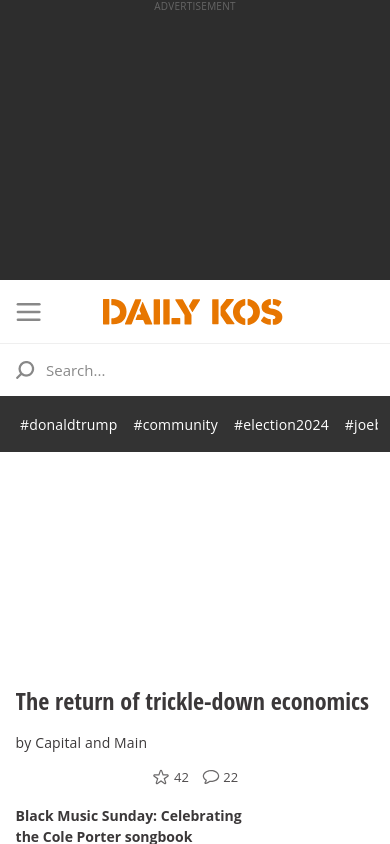 ADVERTISEMENT
DAILY KOS
Search...
#donaldtrump #community #election2024
The return of trickle-down economics
by Capital and Main
42 22
Black Music Sunday: Celebrating
the Cole Porter songbook